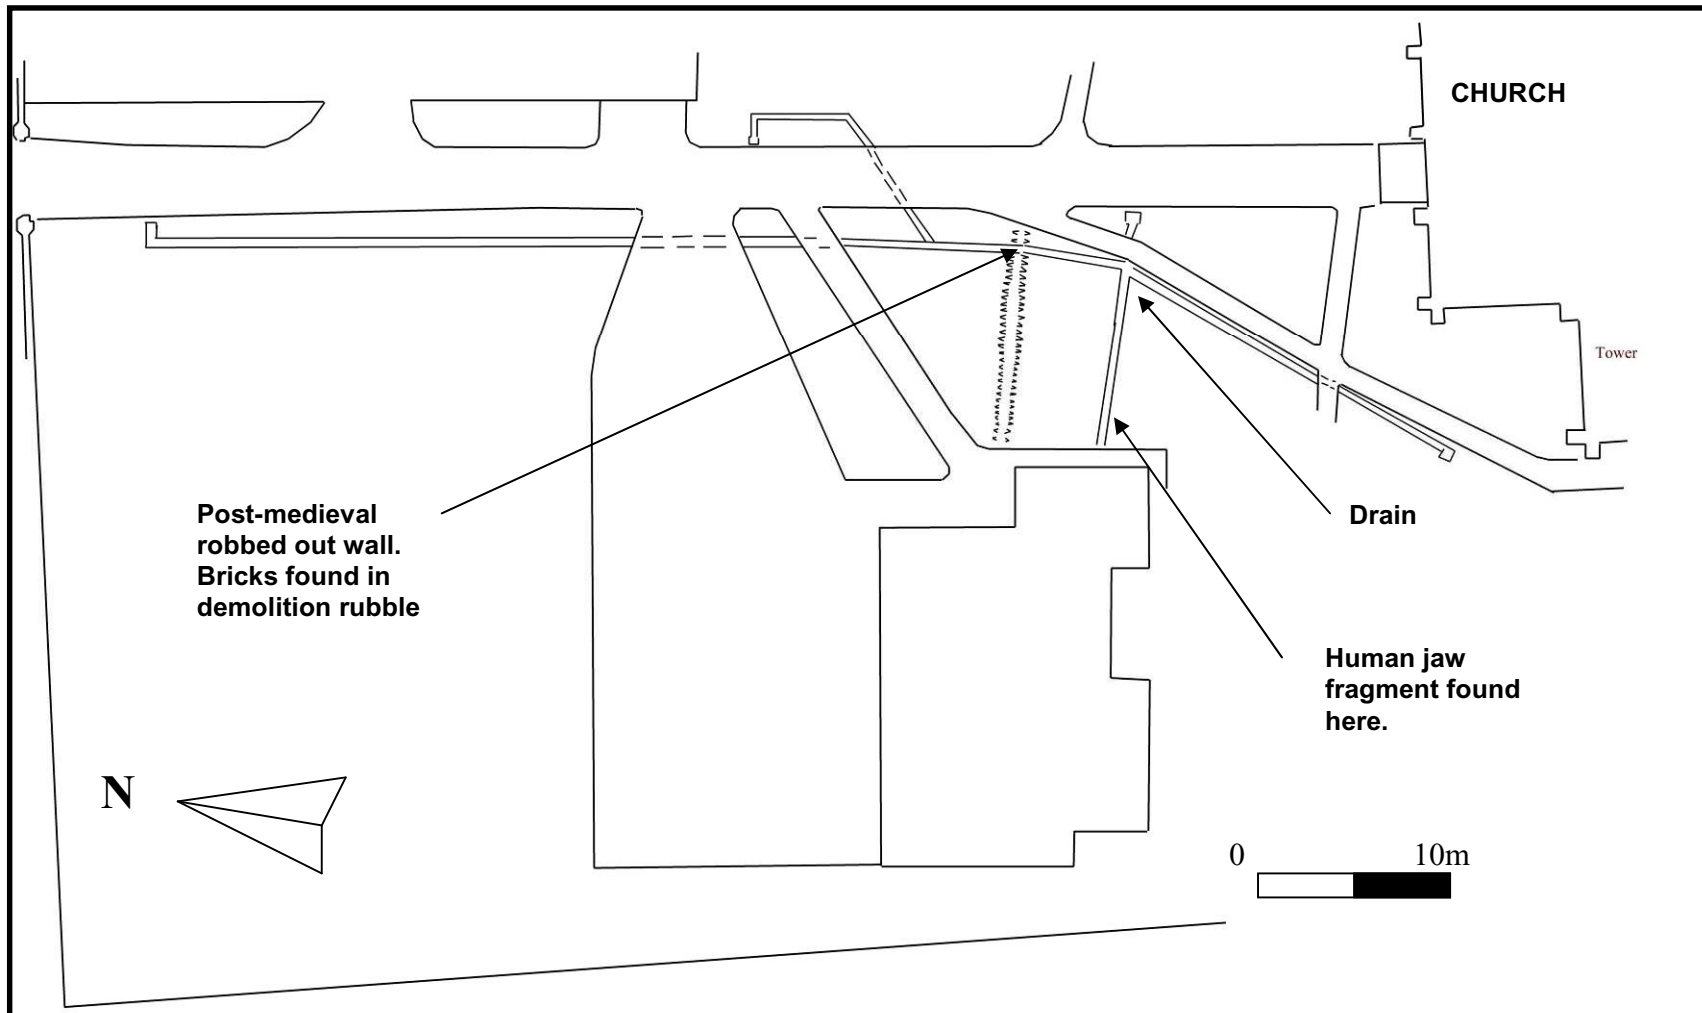 CHURCH
Tower
Post-medieval
robbed out wall.
Bricks found in
demolition rubble
Drain
Human jaw
fragment found
here.
N
0 10m